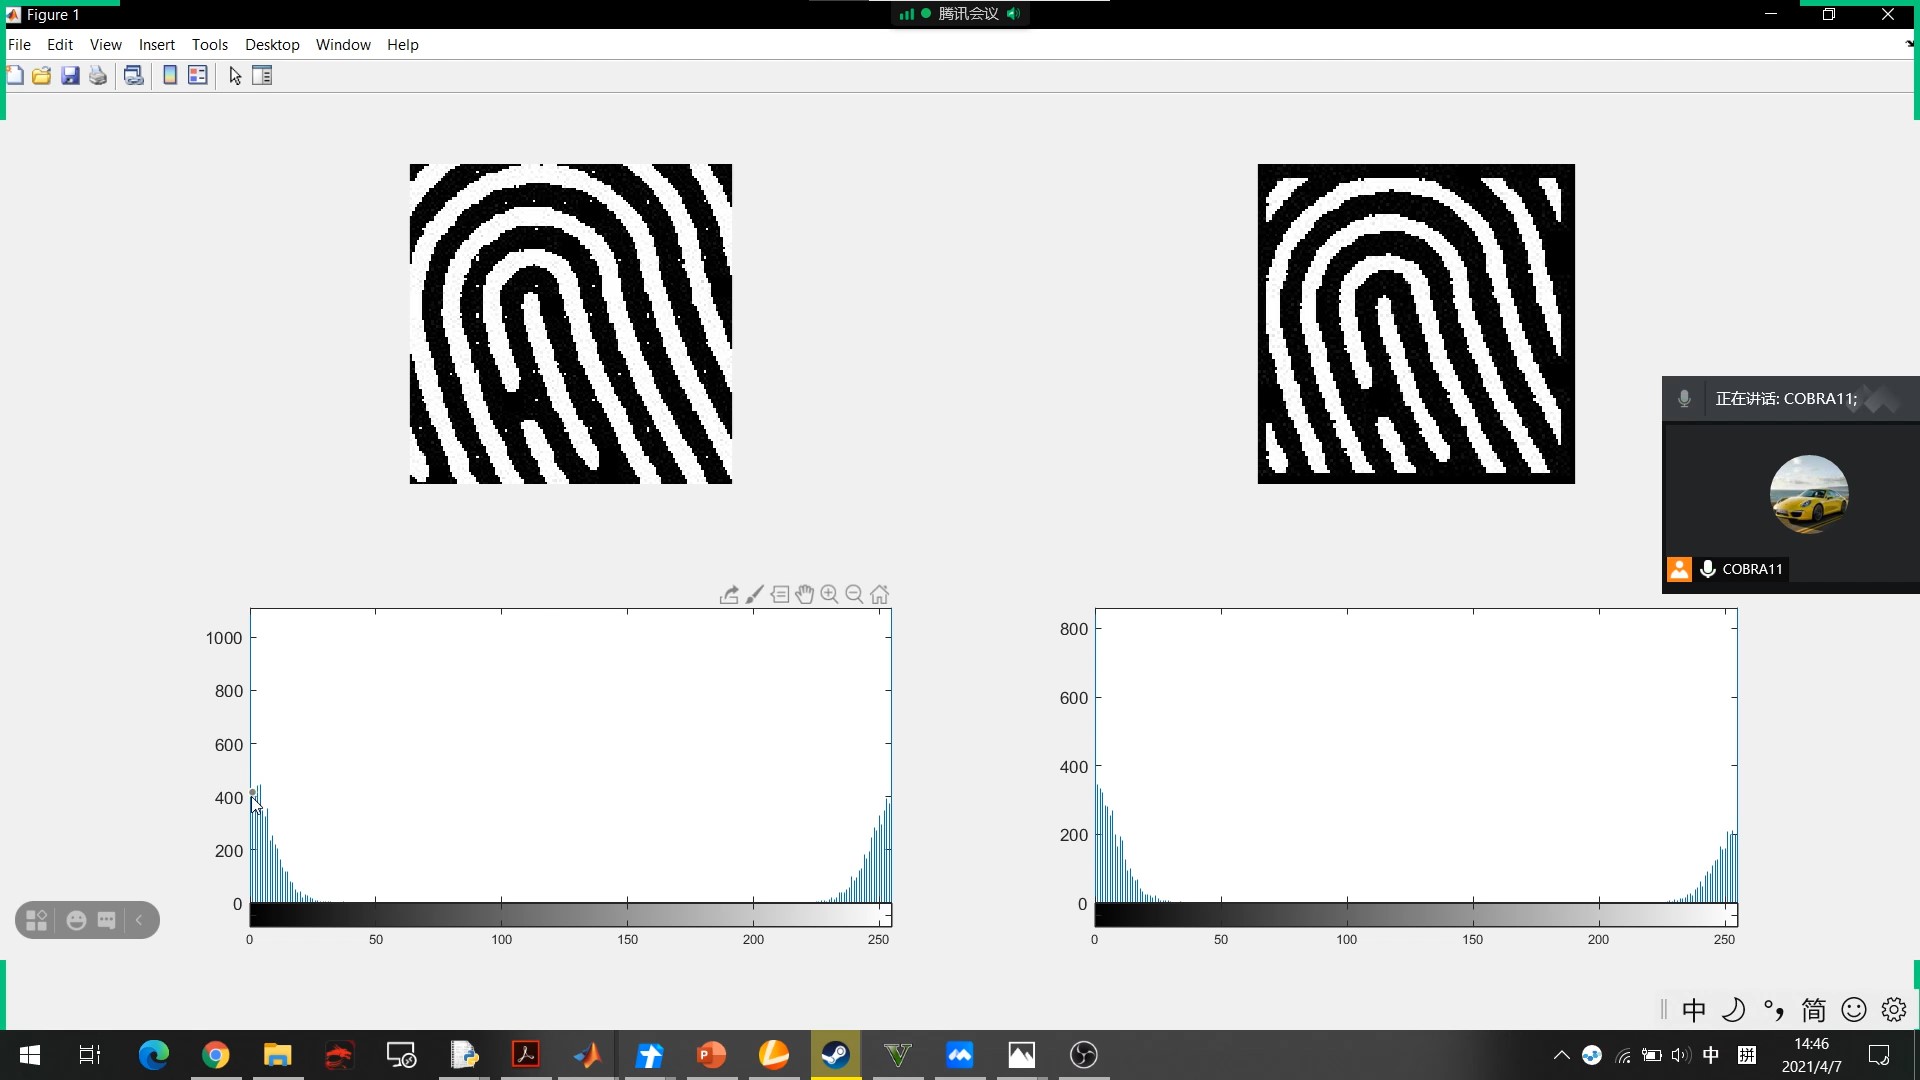 Figure 1
腾讯会议
File Edit View Insert Tools Desktop Window Help
正在讲话: COBRA11;
COBRA11
1000
800
600
400
200
0
0 50 100 150 200 250
800
600
400
200
0
0 50 100 150 200 250
中 °, 简
中 拼
14:46
2021/4/7